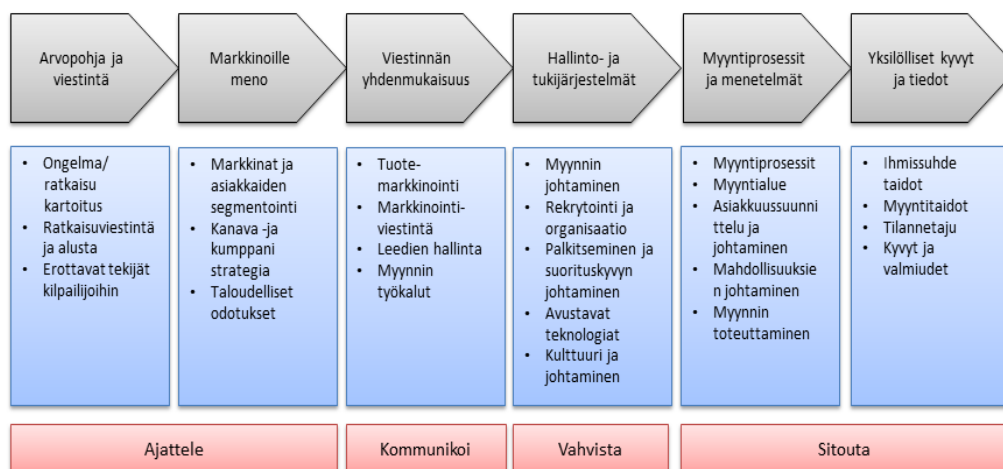 Arvopohja ja
viestintä
Markkinoille
meno
Viestinnän
yhdenmukaisuus
Hallinto- ja
tukijärjestelmät
Myyntiprosessit
ja menetelmät
Yksilölliset kyvyt
ja tiedot
• Ongelma/
ratkaisu
kartoitus
• Ratkaisuviestintä
ja alusta
• Erottavat tekijät
kilpailijoihin
• Markkinat ja
asiakkaiden
segmentointi
• Kanava -ja
kumppani
strategia
• Taloudelliset
odotukset
• Tuote-
markkinointi
• Markkinointi-
viestintä
• Leedien hallinta
• Myynnin
työkalut
• Myynnin
johtaminen
• Rekrytointi ja
organisaatio
• Palkitseminen ja
suorituskyvyn
johtaminen
• Avustavat
teknologiat
• Kulttuuri ja
johtaminen
• Myyntiprosessit
• Myyntialue
• Asiakkuussuunni
ttelu ja
johtaminen
• Mahdollisuuksie
n johtaminen
• Myynnin
toteuttaminen
• Ihmissuhde
taidot
• Myyntitaidot
• Tilannetaju
• Kyvyt ja
valmiudet
Ajattele
Kommunikoi
Vahvista
Sitouta